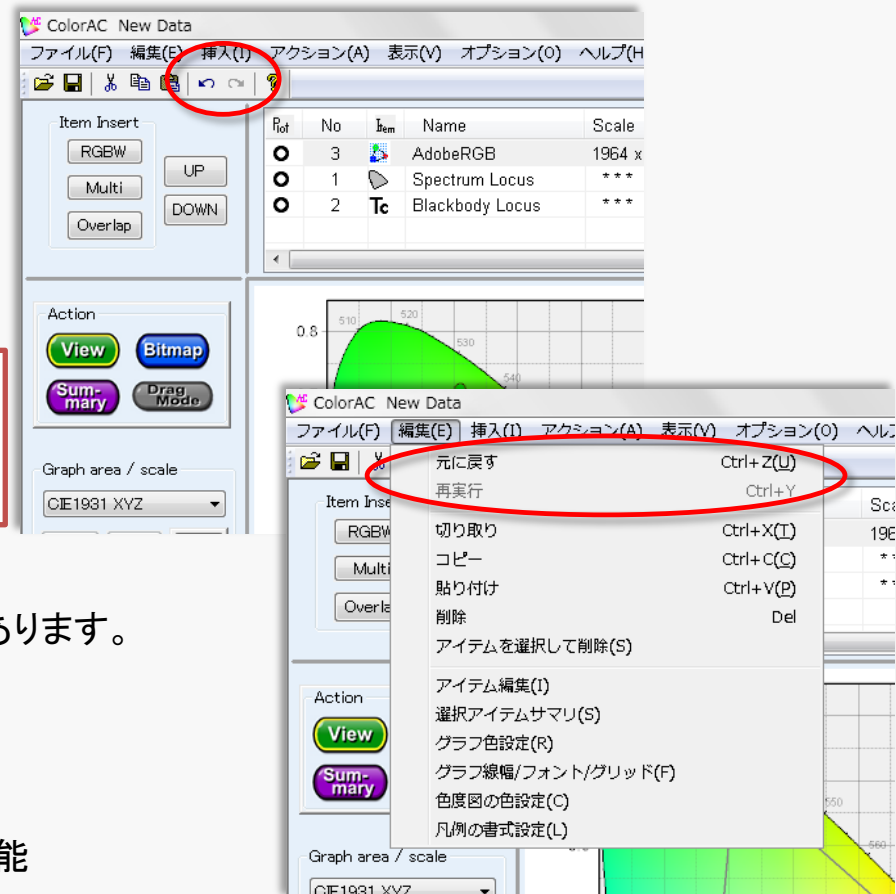 ColorAC New Data
ファイル(F) 編集(E) 挿入(I) アクション(A) 表示(V) オプション(O) ヘルプ(H
Item Insert
RGBW
Multi
Overlap
UP
DOWN
Plot No Item Name Scale
3 AdobeRGB 1964 x
1 Spectrum Locus ***
2 Tc Blackbody Locus ***
Action
View Bitmap
Sum-mary Drag Mode
Graph area / scale
CIE1931 XYZ
0.8
510
520
530
540
あります。
能
ColorAC New Data
ファイル(F) 編集(E) 挿入(I) アクション(A) 表示(V) オプション(O) ヘルプ
元に戻す Ctrl+Z(U)
再実行 Ctrl+Y
切り取り Ctrl+X(T)
コピー Ctrl+C(C)
貼り付け Ctrl+V(P)
削除 Del
アイテムを選択して削除(S)
アイテム編集(I)
選択アイテムサマリ(S)
グラフ色設定(R)
グラフ線幅/フォント/グリッド(F)
色度図の色設定(C)
凡例の書式設定(L)
Item Inse
RGBW
Multi
Overla
Sca
196
Action
View
Sum-mary
Graph area / scale
CIE1931 XYZ
550
560